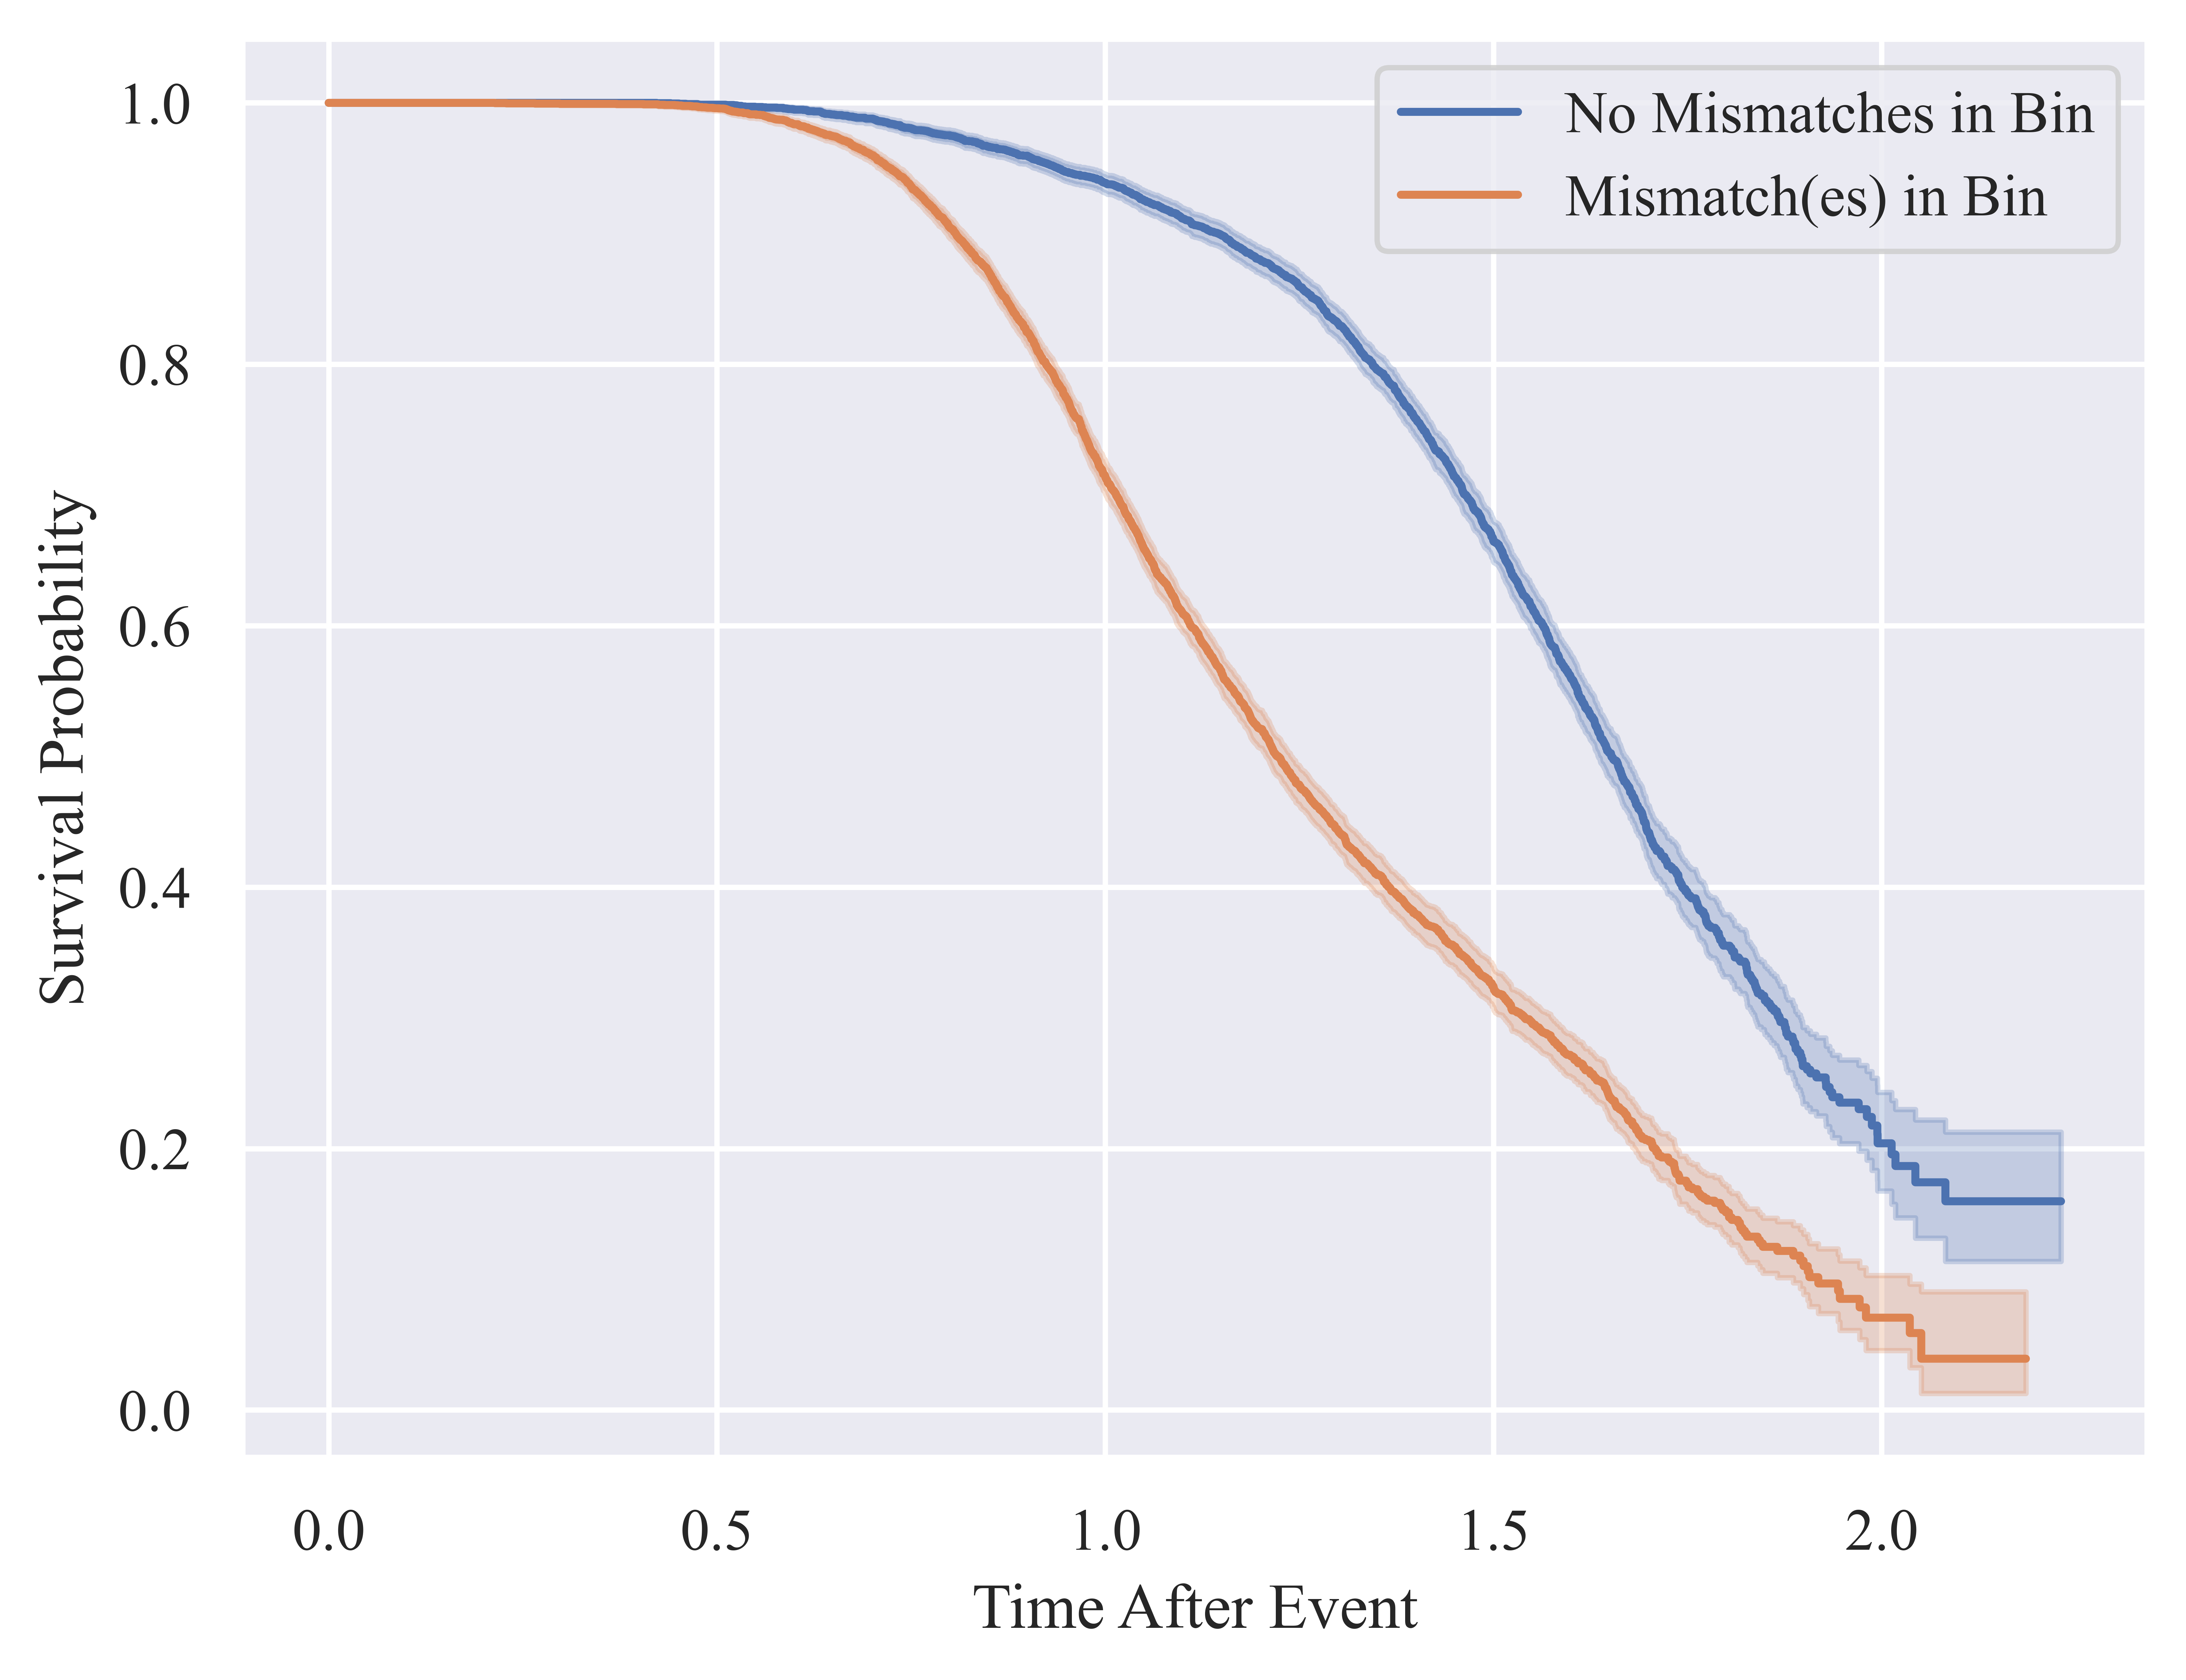 No Mismatches in Bin
Mismatch(es) in Bin
1.0
0.8
0.6
0.4
0.2
0.0
Survival Probability
0.0 0.5 1.0 1.5 2.0
Time After Event